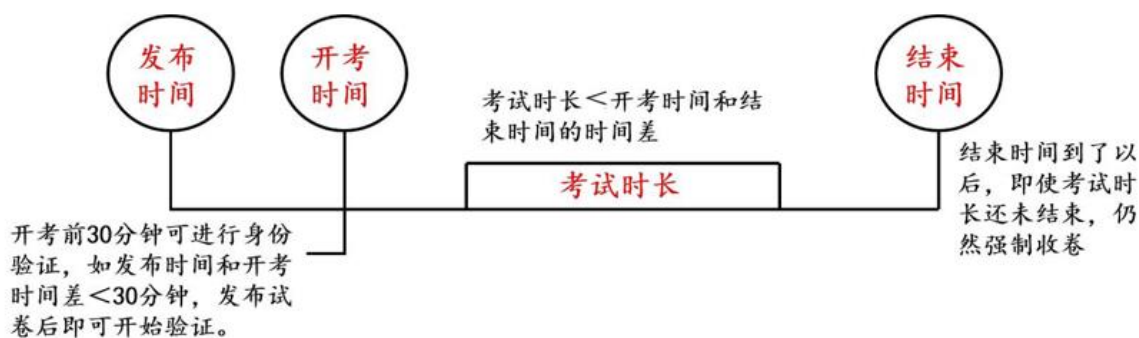 发布
时间
开考
时间
结束
时间
考试时长＜开考时间和结
束时间的时间差
考试时长
结束时间到了以
后，即使考试时
长还未结束，仍
然强制收卷
开考前30分钟可进行身份
验证，如发布时间和开考
时间差＜30分钟，发布试
卷后即可开始验证。